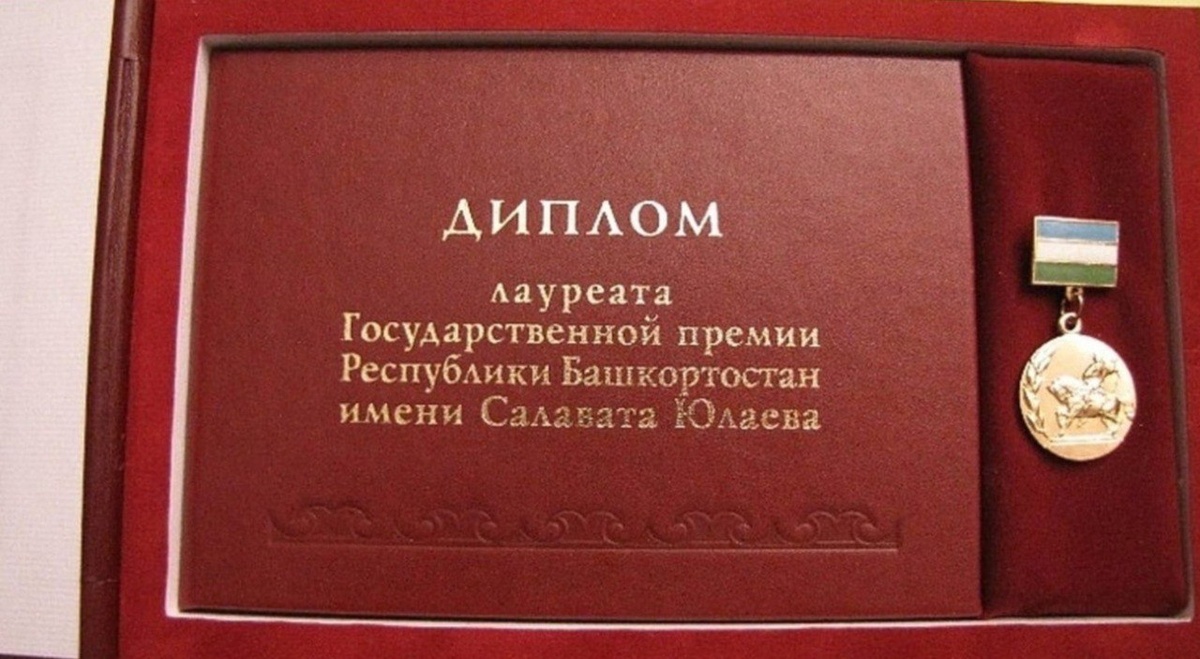 ДИПЛОМ
лауреата
Государственной премии
Республики Башкортостан
имени Салавата Юлаева